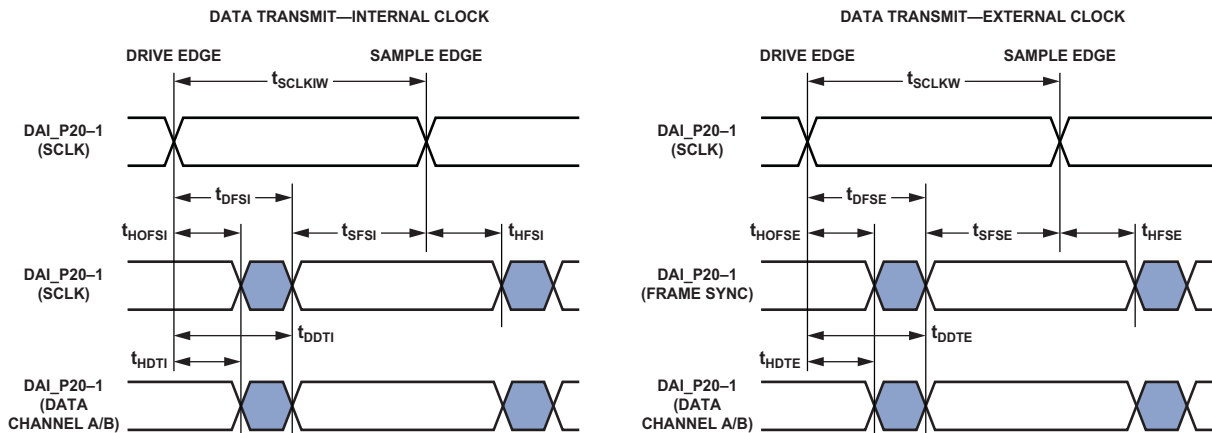 DATA TRANSMIT—INTERNAL CLOCK
DRIVE EDGE
SAMPLE EDGE
tSCLKIW
DAI_P20–1
(SCLK)
tDFSI
tHOFSI
tSFSI
tHFSI
DAI_P20–1
(SCLK)
tDDTI
tHDTI
DAI_P20–1
(DATA
CHANNEL A/B)
DATA TRANSMIT—EXTERNAL CLOCK
DRIVE EDGE
SAMPLE EDGE
tSCLKW
DAI_P20–1
(SCLK)
tDFSE
tHOFSE
tSFSE
tHFSE
DAI_P20–1
(FRAME SYNC)
tDDTE
tHDTE
DAI_P20–1
(DATA
CHANNEL A/B)